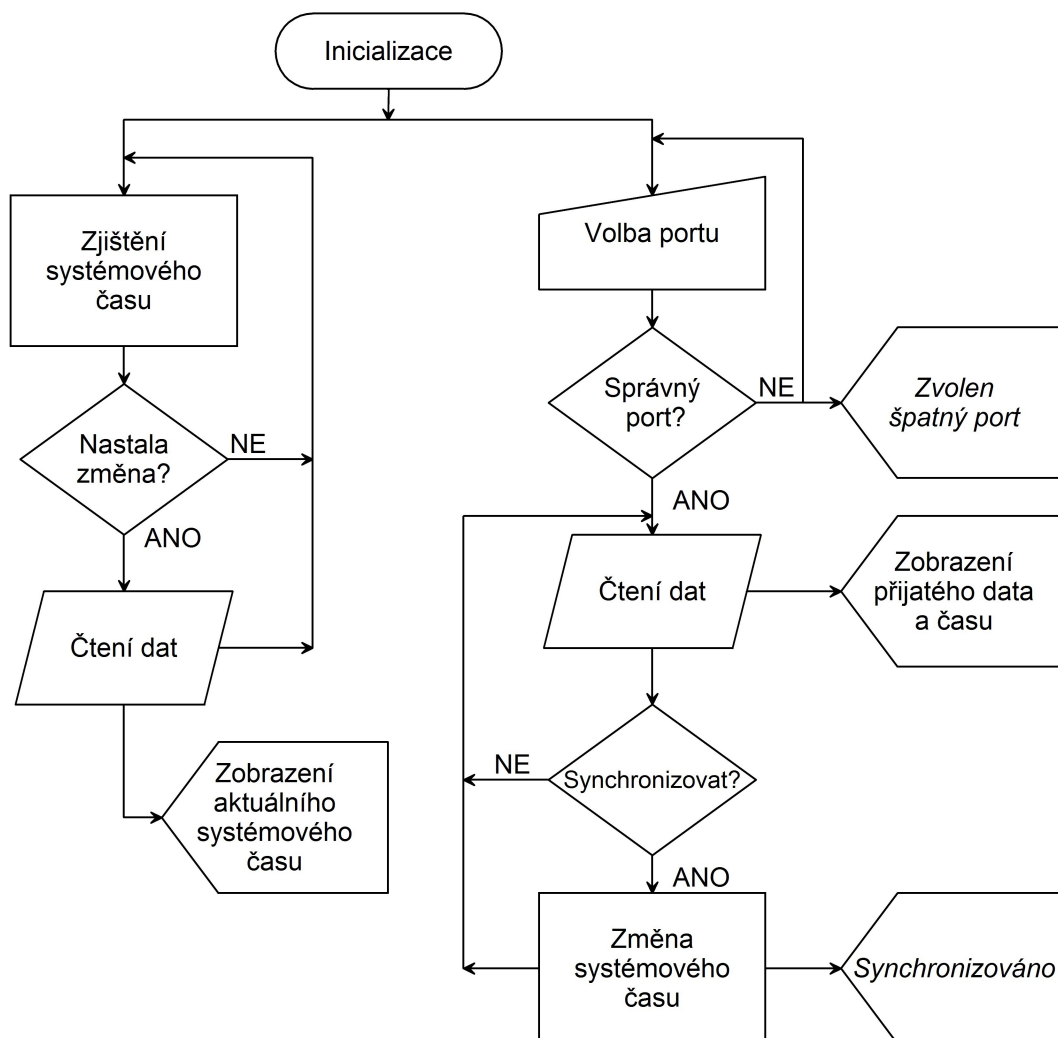 Inicializace
Zjištění
systémového
času
Nastala
změna?
NE
ANO
Čtení dat
Zobrazení
aktuálního
systémového
času
Volba portu
Správný
port?
NE
Zvolen
špatný port
ANO
Čtení dat
Zobrazení
přijatého data
a času
Synchronizovat?
NE
ANO
Změna
systémového
času
Synchronizováno